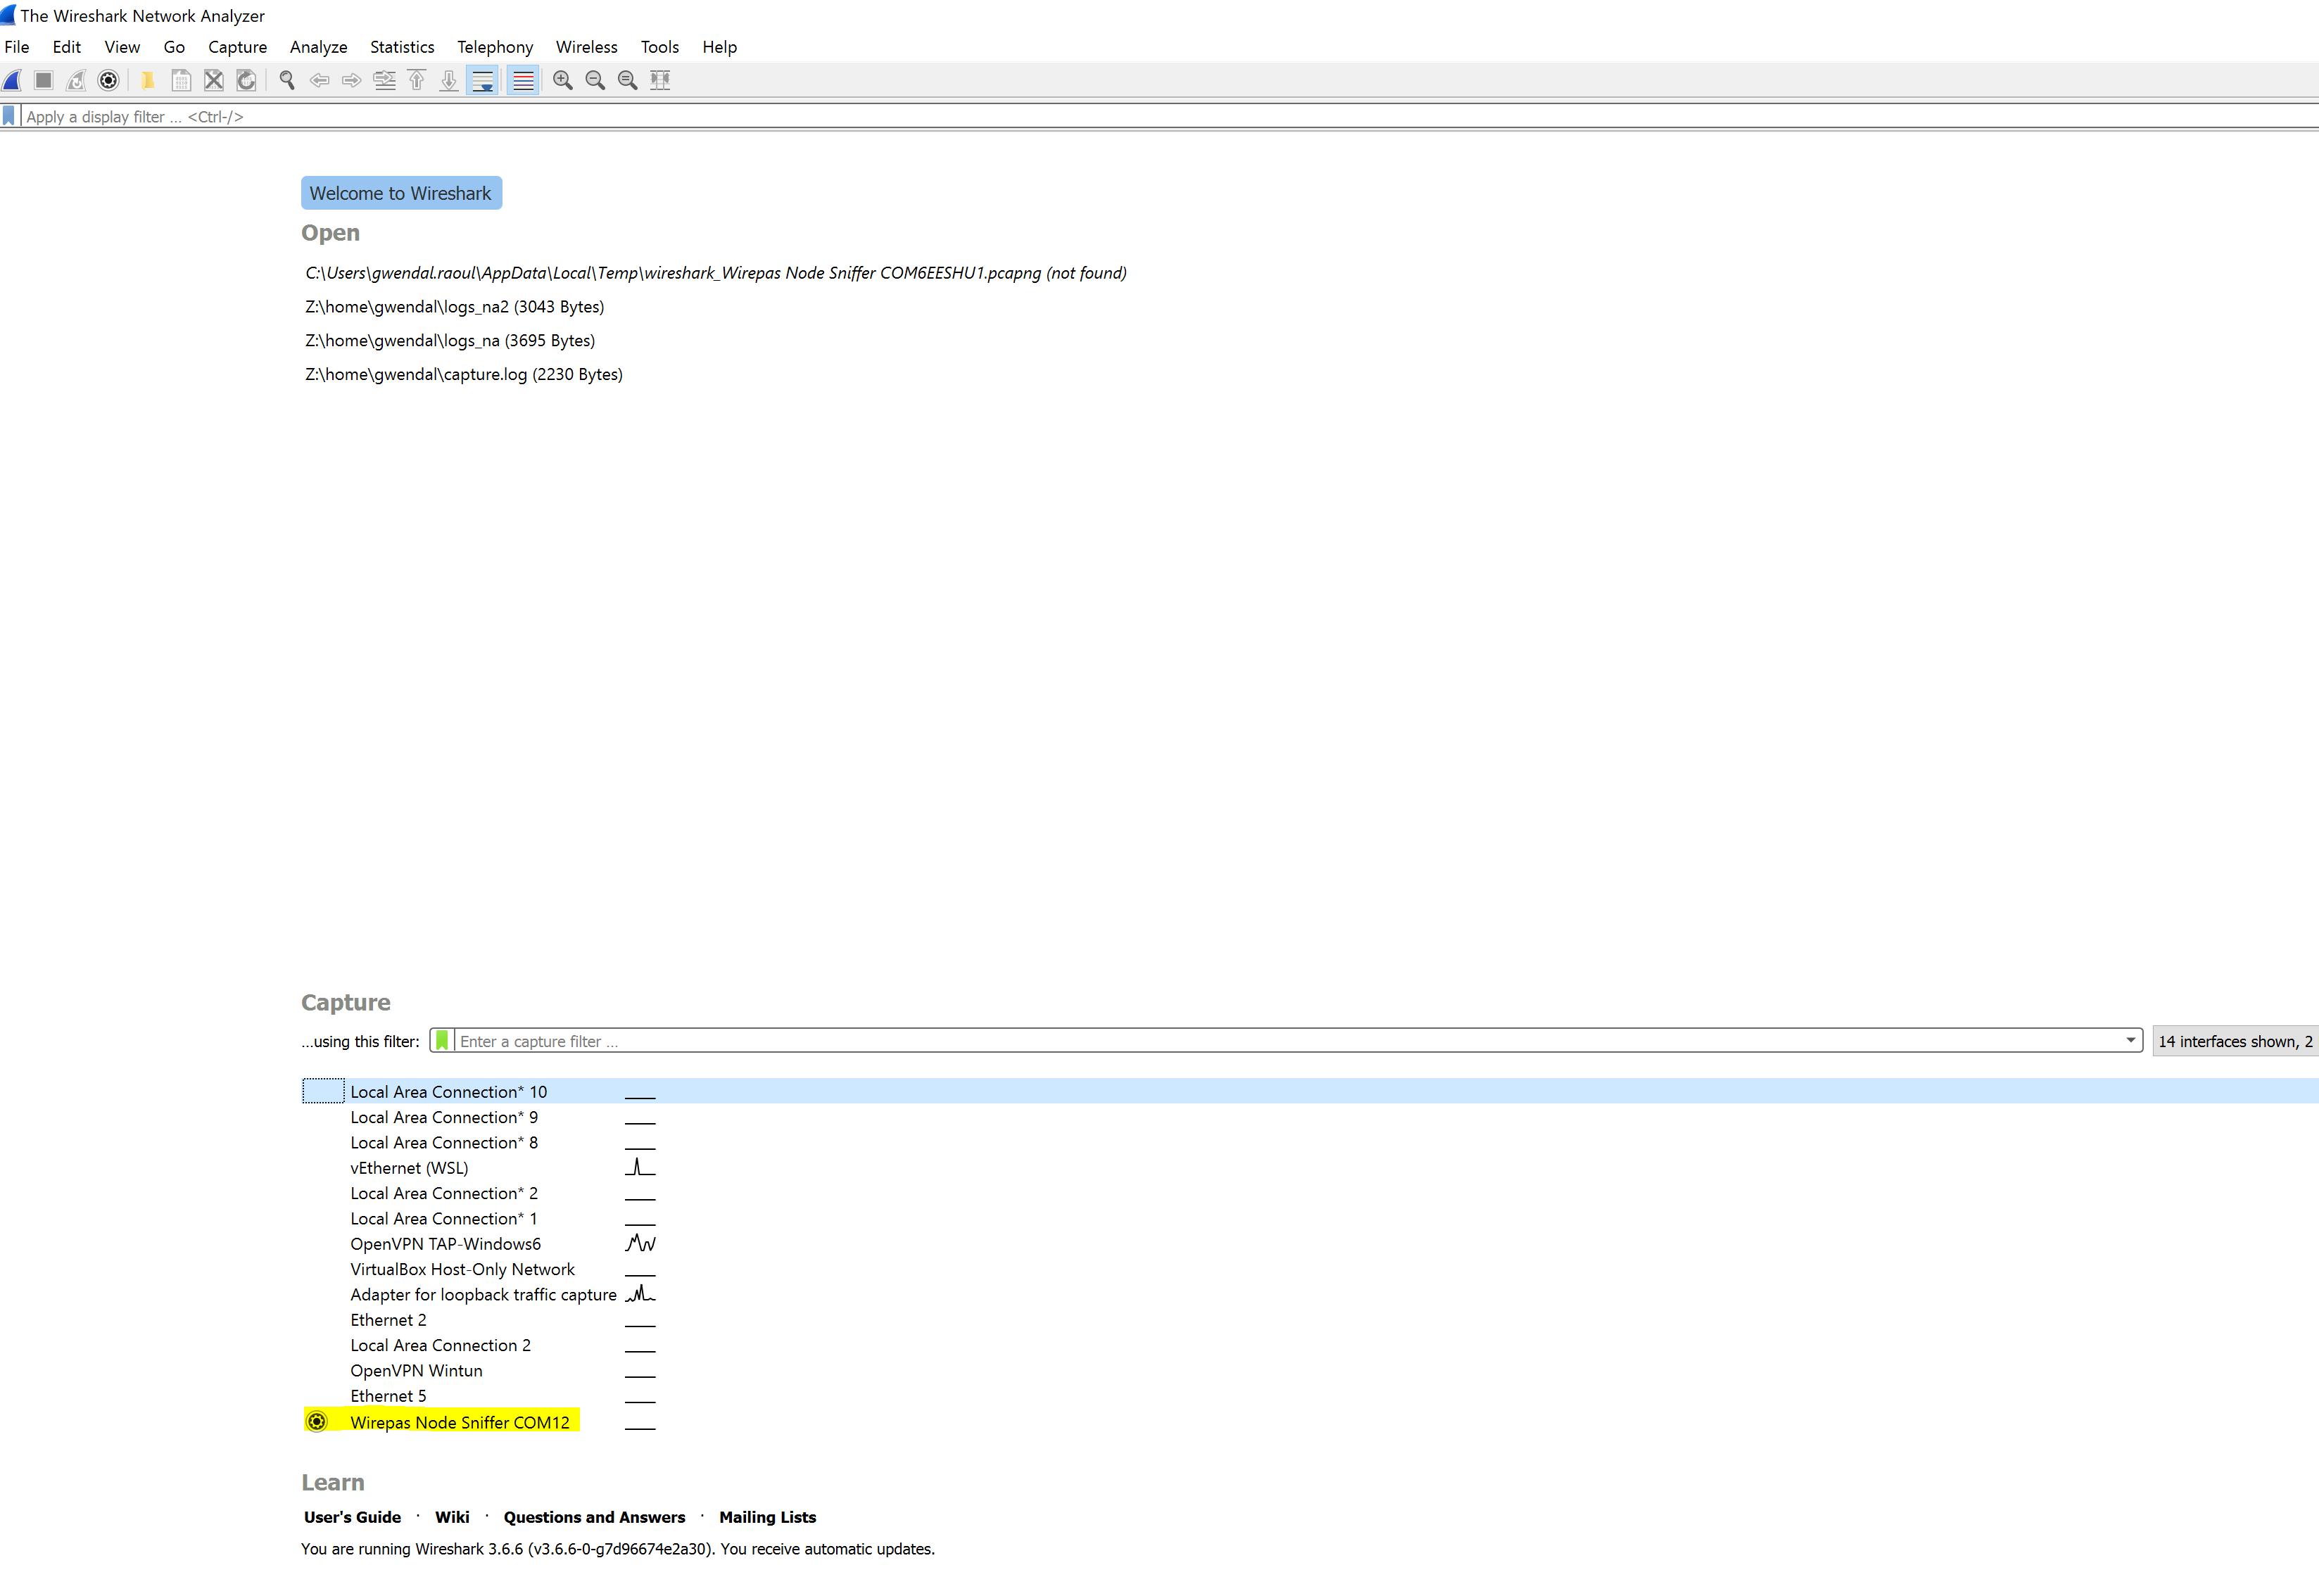 The Wireshark Network Analyzer
File Edit View Go Capture Analyze Statistics Telephony Wireless Tools Help
Apply a display filter ... <Ctrl-/>
Welcome to Wireshark
Open
C:\Users\gwendal.raoul\AppData\Local\Temp\wireshark_Wirepas Node Sniffer COM6EESHU1.pcapng (not found)
Z:\home\gwendal\logs_na2 (3043 Bytes)
Z:\home\gwendal\logs_na (3695 Bytes)
Z:\home\gwendal\capture.log (2230 Bytes)
Capture
...using this filter: Enter a capture filter ... 14 interfaces shown, 2
Local Area Connection* 10
Local Area Connection* 9
Local Area Connection* 8
vEthernet (WSL)
Local Area Connection* 2
Local Area Connection* 1
OpenVPN TAP-Windows6
VirtualBox Host-Only Network
Adapter for loopback traffic capture
Ethernet 2
Local Area Connection 2
OpenVPN Wintun
Ethernet 5
Wirepas Node Sniffer COM12
Learn
User's Guide · Wiki · Questions and Answers · Mailing Lists
You are running Wireshark 3.6.6 (v3.6.6-0-g7d96674e2a30). You receive automatic updates.